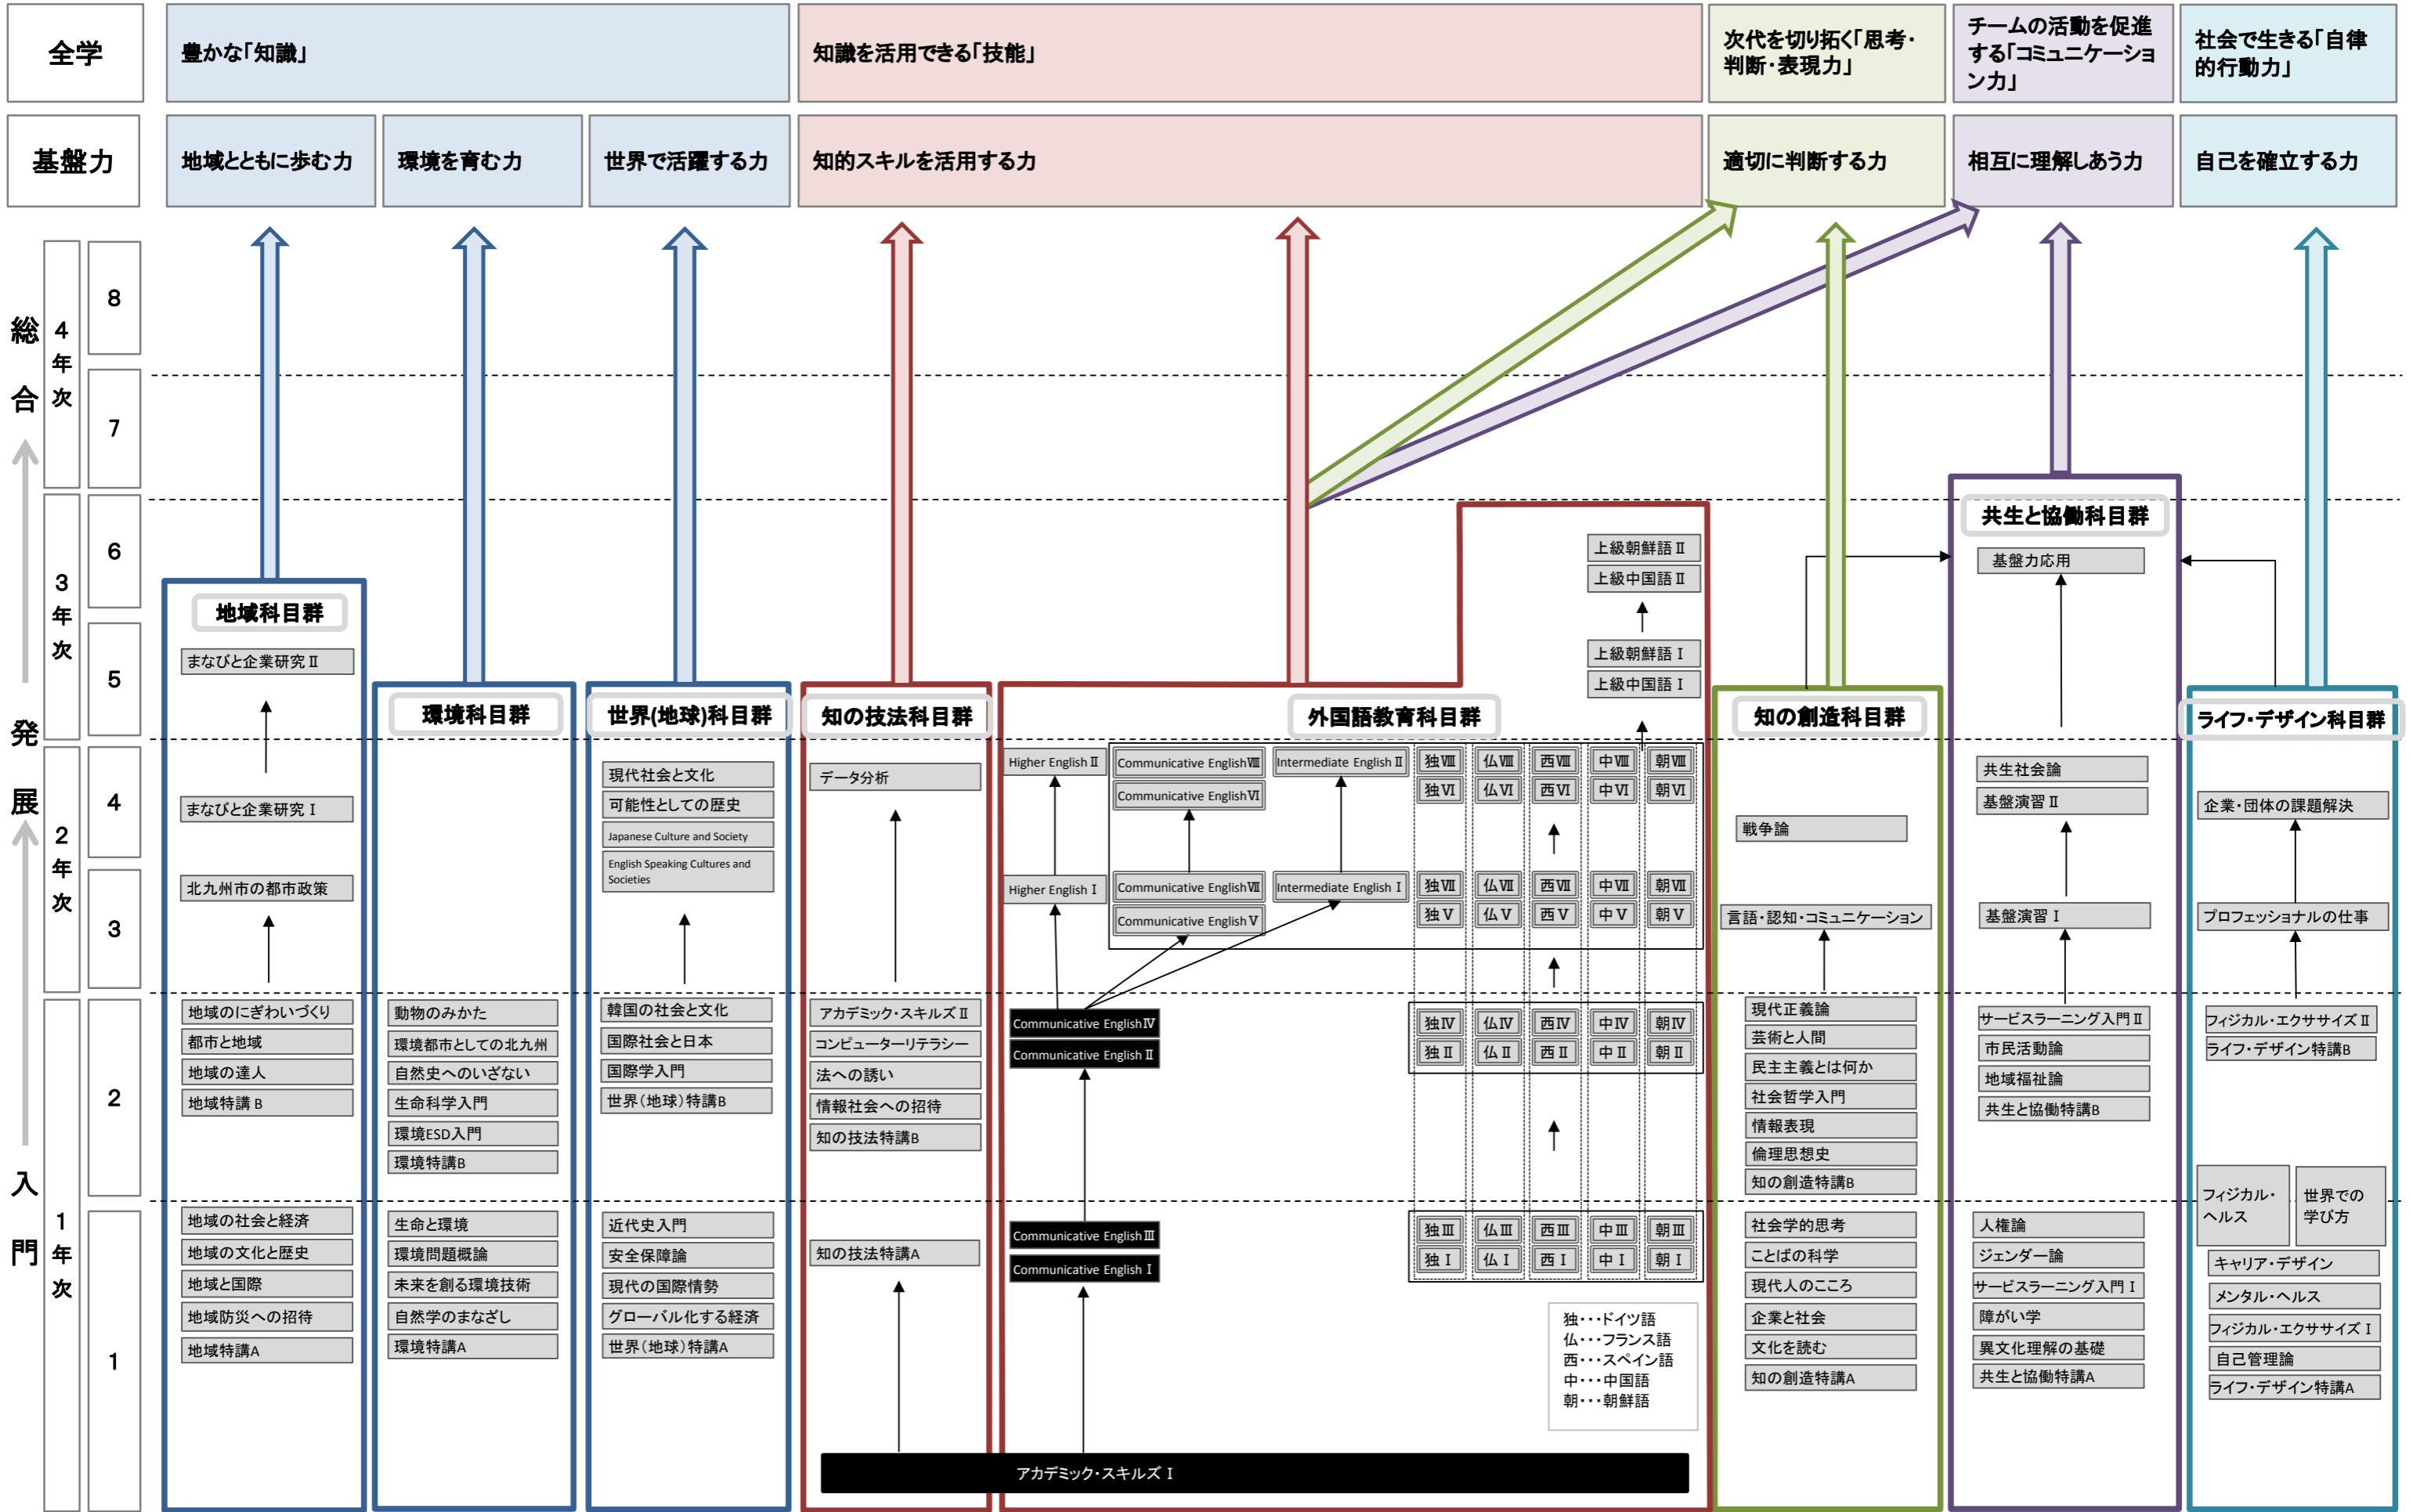 全学
豊かな「知識」
知識を活用できる「技能」
次代を切り拓く「思考・
判断・表現力」
チームの活動を促進
する「コミュニケーショ
ン力」
社会で生きる「自律
的行動力」
基盤力
地域とともに歩む力
環境を育む力
世界で活躍する力
知的スキルを活用する力
適切に判断する力
相互に理解しあう力
自己を確立する力
総合
発展
入門
4年次
3年次
2年次
1年次
8
7
6
5
4
3
2
1
地域科目群
まなびと企業研究Ⅱ
まなびと企業研究Ⅰ
北九州市の都市政策
地域のにぎわいづくり
都市と地域
地域の達人
地域特講B
地域の社会と経済
地域の文化と歴史
地域と国際
地域防災への招待
地域特講A
環境科目群
動物のみかた
環境都市としての北九州
自然史へのいざない
生命科学入門
環境ESD入門
環境特講B
生命と環境
環境問題概論
未来を創る環境技術
自然学のまなざし
環境特講A
世界(地球)科目群
現代社会と文化
可能性としての歴史
Japanese Culture and Society
English Speaking Cultures and
Societies
韓国の社会と文化
国際社会と日本
国際学入門
世界(地球)特講B
近代史入門
安全保障論
現代の国際情勢
グローバル化する経済
世界(地球)特講A
知の技法科目群
データ分析
アカデミック・スキルズⅡ
コンピューターリテラシー
法への誘い
情報社会への招待
知の技法特講B
知の技法特講A
外国語教育科目群
上級朝鮮語Ⅱ
上級中国語Ⅱ
上級朝鮮語Ⅰ
上級中国語Ⅰ
Higher English Ⅱ
Communicative EnglishⅧ
Intermediate English Ⅱ
独Ⅷ 仏Ⅷ 西Ⅷ 中Ⅷ 朝Ⅷ
Communicative EnglishⅥ
独Ⅵ 仏Ⅵ 西Ⅵ 中Ⅵ 朝Ⅵ
Higher English Ⅰ
Communicative EnglishⅦ
Intermediate English Ⅰ
独Ⅶ 仏Ⅶ 西Ⅶ 中Ⅶ 朝Ⅶ
Communicative EnglishⅤ
独Ⅴ 仏Ⅴ 西Ⅴ 中Ⅴ 朝Ⅴ
Communicative EnglishⅣ
独Ⅳ 仏Ⅳ 西Ⅳ 中Ⅳ 朝Ⅳ
Communicative English Ⅱ
独Ⅱ 仏Ⅱ 西Ⅱ 中Ⅱ 朝Ⅱ
Communicative EnglishⅢ
独Ⅲ 仏Ⅲ 西Ⅲ 中Ⅲ 朝Ⅲ
Communicative English Ⅰ
独Ⅰ 仏Ⅰ 西Ⅰ 中Ⅰ 朝Ⅰ
独・・・ドイツ語
仏・・・フランス語
西・・・スペイン語
中・・・中国語
朝・・・朝鮮語
アカデミック・スキルズⅠ
知の創造科目群
戦争論
言語・認知・コミュニケーション
現代正義論
芸術と人間
民主主義とは何か
社会哲学入門
情報表現
倫理思想史
知の創造特講B
社会学的思考
ことばの科学
現代人のこころ
企業と社会
文化を読む
知の創造特講A
共生と協働科目群
基盤力応用
共生社会論
基盤演習Ⅱ
基盤演習Ⅰ
サービスラーニング入門Ⅱ
市民活動論
地域福祉論
共生と協働特講B
人権論
ジェンダー論
サービスラーニング入門Ⅰ
障がい学
異文化理解の基礎
共生と協働特講A
ライフ・デザイン科目群
企業・団体の課題解決
プロフェッショナルの仕事
フィジカル・エクササイズⅡ
ライフ・デザイン特講B
フィジカル・
ヘルス
世界での
学び方
キャリア・デザイン
メンタル・ヘルス
フィジカル・エクササイズⅠ
自己管理論
ライフ・デザイン特講A